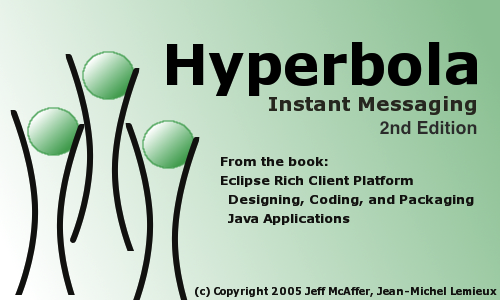 Hyperbola
Instant Messaging
2nd Edition
From the book:
Eclipse Rich Client Platform
Designing, Coding, and Packaging
Java Applications
(c) Copyright 2005 Jeff McAffer, Jean-Michel Lemieux